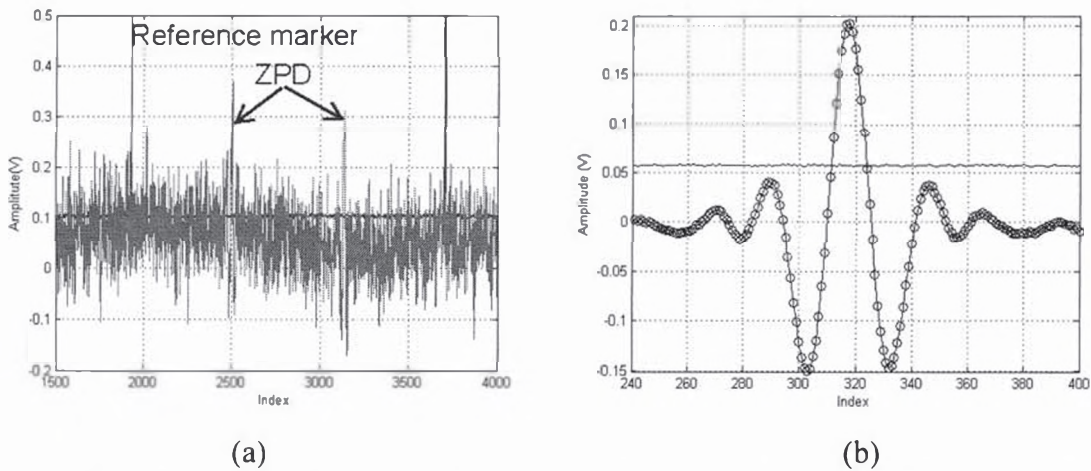 Reference marker
ZPD
0.5
0.4
0.3
0.2
0.1
0
-0.1
-0.2
Amplitute(V)
1500 2000 2500 3000 3500 4000
Index
(a)
0.2
0.15
0.1
0.05
0
-0.05
-0.1
-0.15
Amplitude (V)
240 260 280 300 320 340 360 380 400
Index
(b)